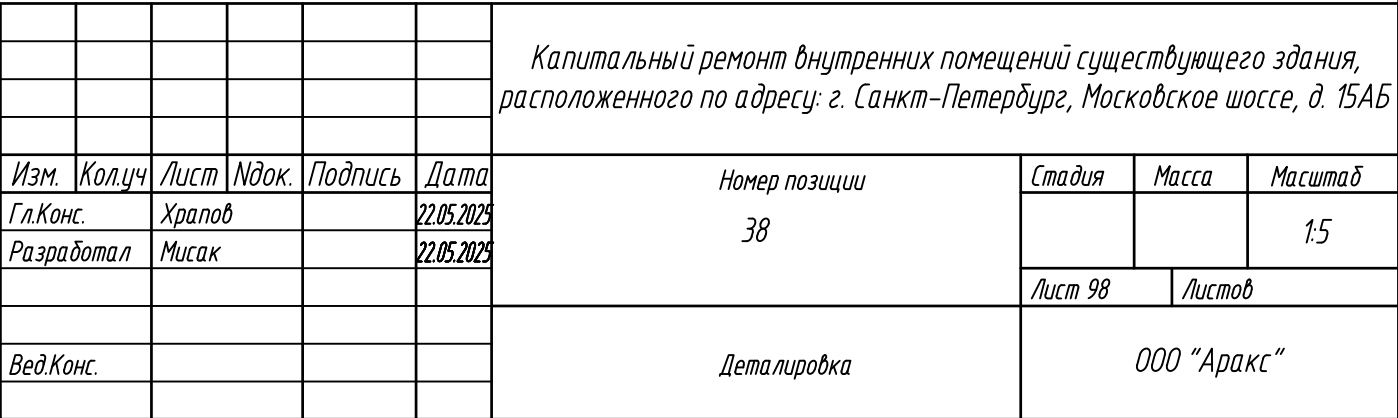 Капитальный ремонт внутренних помещений существующего здания,
расположенного по адресу: г. Санкт-Петербург, Московское шоссе, д. 15АБ
Изм. Кол.уч Лист Nдок. Подпись Дата
Номер позиции
Стадия Масса Масштаб
Гл.Конс. Храпов 22.05.2025
38
1:5
Разработал Мисак 22.05.2025
Лист 98 Листов
Вед.Конс.
Деталировка
ООО "Аракс"